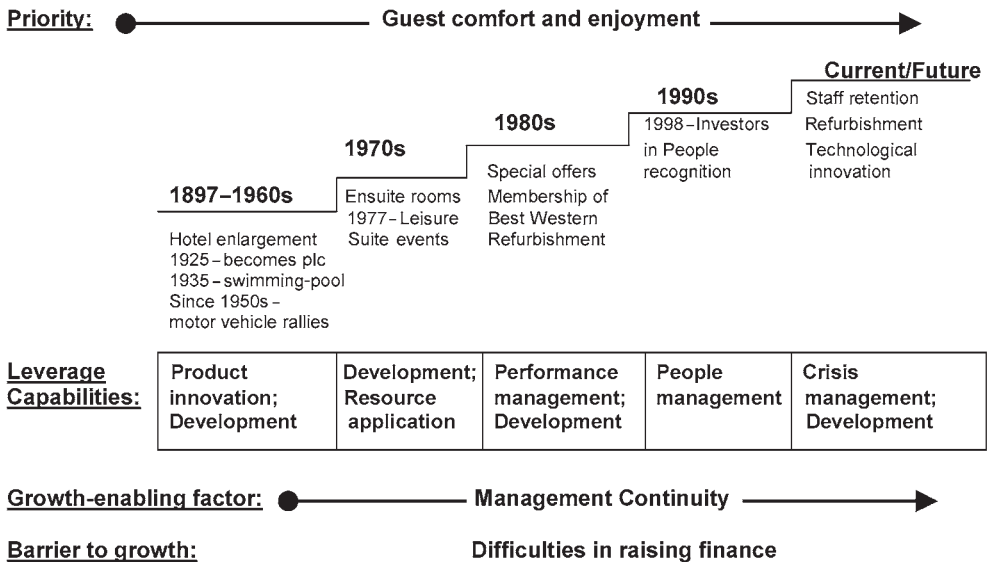 Priority: Guest comfort and enjoyment
1897–1960s
Hotel enlargement
1925–becomes plc
1935–swimming-pool
Since 1950s–
motor vehicle rallies
1970s
Ensuite rooms
1977–Leisure
Suite events
1980s
Special offers
Membership of
Best Western
Refurbishment
1990s
1998–Investors
in People
recognition
Current/Future
Staff retention
Refurbishment
Technological
innovation
Leverage
Capabilities:
Product
innovation;
Development
Development;
Resource
application
Performance
management;
Development
People
management
Crisis
management;
Development
Growth-enabling factor: Management Continuity
Barrier to growth: Difficulties in raising finance